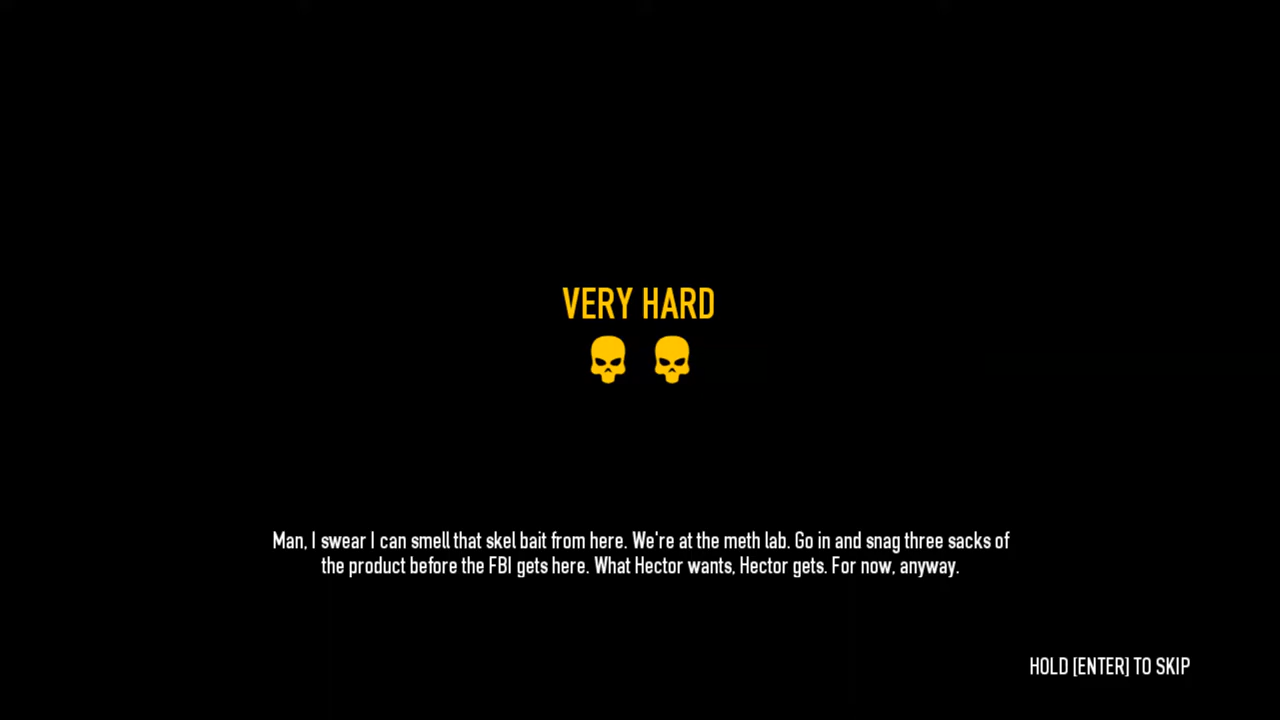 VERY HARD
Man, I swear I can smell that skel bait from here. We're at the meth lab. Go in and snag three sacks of
the product before the FBI gets here. What Hector wants, Hector gets. For now, anyway.
HOLD [ENTER] TO SKIP